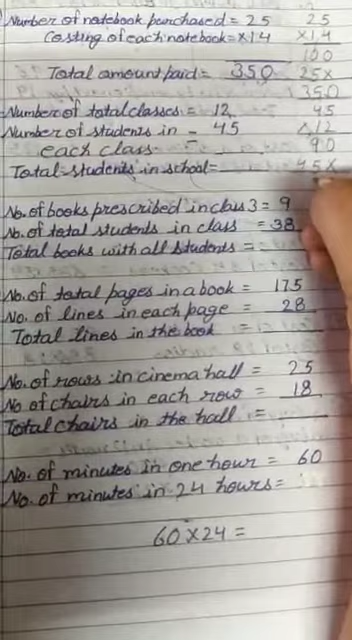 Number of notebook purchased = 25 25
Costing of each notebook = ×14 ×14
100
Total amount paid = 350 25×
350
Number of total classes = 12 45
Number of students in - 45 ×12
each class - 90
Total students in school = 45×
No. of books prescribed in class 3 = 9
No. of total students in class = 38
Total books with all students =
No. of total pages in a book = 175
No. of lines in each page = 28
Total lines in the book =
No. of rows in cinema hall = 25
No. of chairs in each row = 18
Total chairs in the hall =
No. of minutes in one hour = 60
No. of minutes in 24 hours =
60×24=